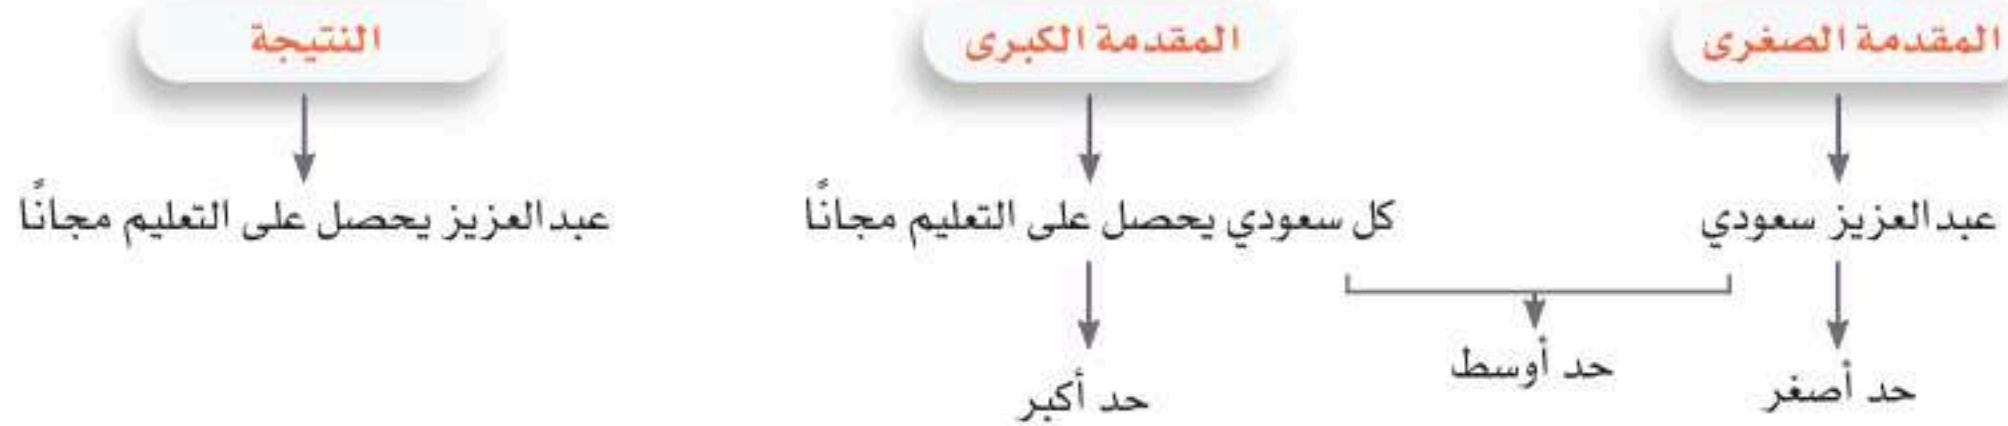 المقدمة الصغرى
المقدمة الكبرى
النتيجة
عبدالعزيز سعودي
كل سعودي يحصل على التعليم مجانًا
عبدالعزيز يحصل على التعليم مجانًا
حد أصغر
حد أوسط
حد أكبر